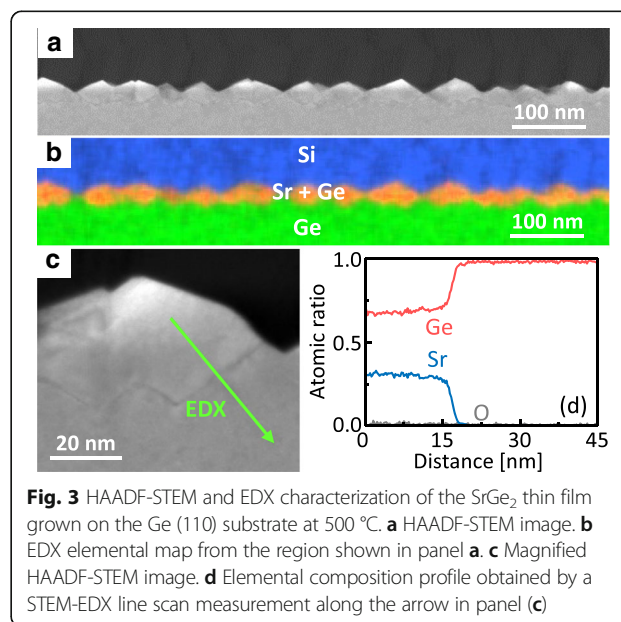 a
100 nm
b
Si
Sr + Ge
Ge
100 nm
c
EDX
20 nm
1.0
0.5
0.0
Atomic ratio
Ge
Sr
O
(d)
0 15 30 45
Distance [nm]
Fig. 3 HAADF-STEM and EDX characterization of the SrGe₂ thin film
grown on the Ge (110) substrate at 500 °C. a HAADF-STEM image. b
EDX elemental map from the region shown in panel a. c Magnified
HAADF-STEM image. d Elemental composition profile obtained by a
STEM-EDX line scan measurement along the arrow in panel (c)